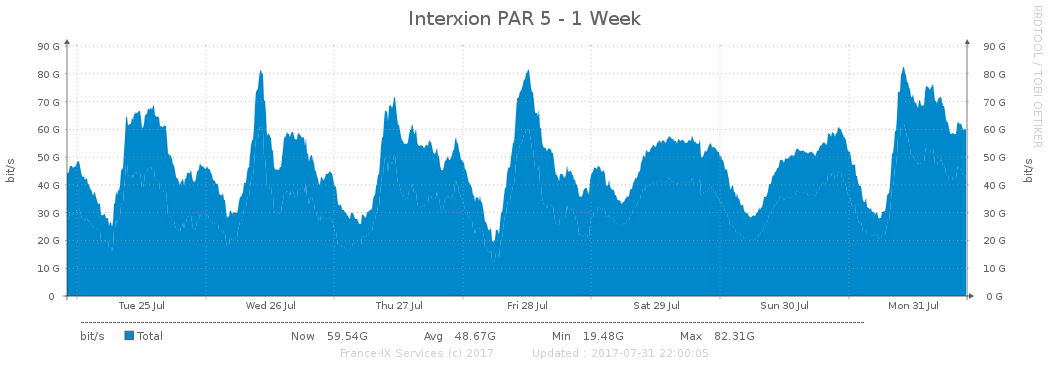 Interxion PAR 5 - 1 Week
RRDTOOL / TOBI OETIKER
90 G 90 G
80 G 80 G
70 G 70 G
60 G 60 G
50 G 50 G
40 G 40 G
30 G 30 G
20 G 20 G
10 G 10 G
0 0 G
bit/s
bit/s
Tue 25 Jul Wed 26 Jul Thu 27 Jul Fri 28 Jul Sat 29 Jul Sun 30 Jul Mon 31 Jul
bit/s Total Now 59.54G Avg 48.67G Min 19.48G Max 82.31G
France-IX Services (c) 2017 Updated : 2017-07-31 22:00:05